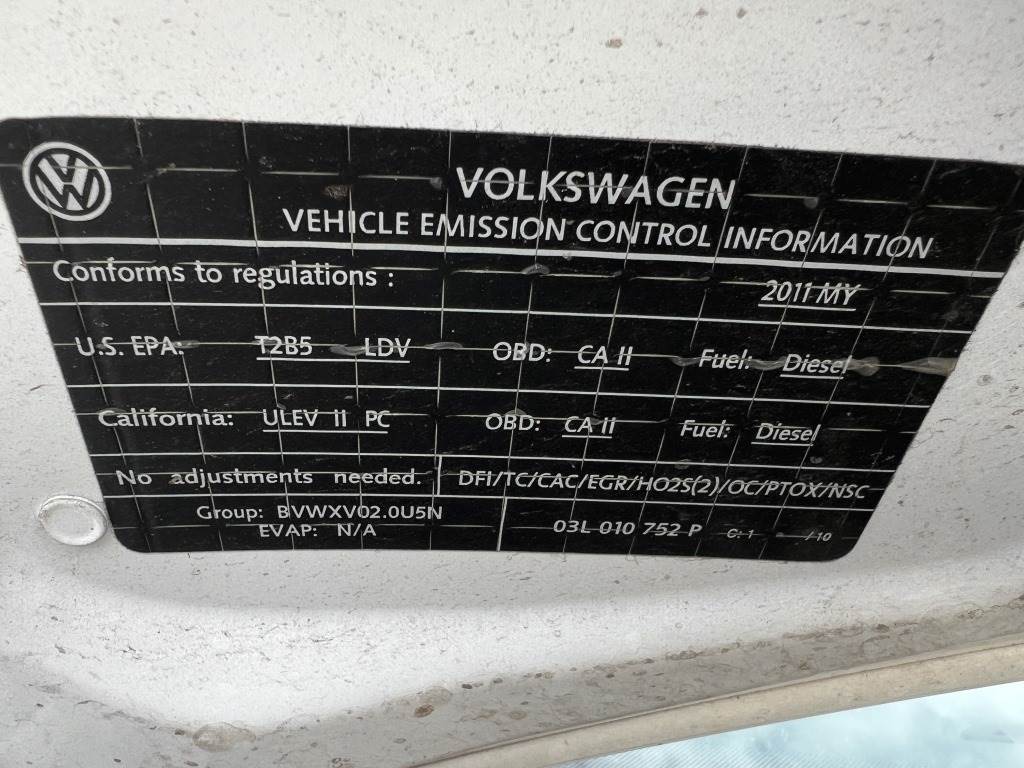 VOLKSWAGEN
VEHICLE EMISSION CONTROL INFORMATION
Conforms to regulations : 2011 MY
U.S. EPA: T2B5 LDV OBD: CA II Fuel: Diesel
California: ULEV II PC OBD: CA II Fuel: Diesel
No adjustments needed. DFI/TC/CAC/EGR/HO2S(2)/OC/PTOX/NSC
Group: BVWXV02.0U5N
EVAP: N/A
03L 010 752 P C: 1 /10